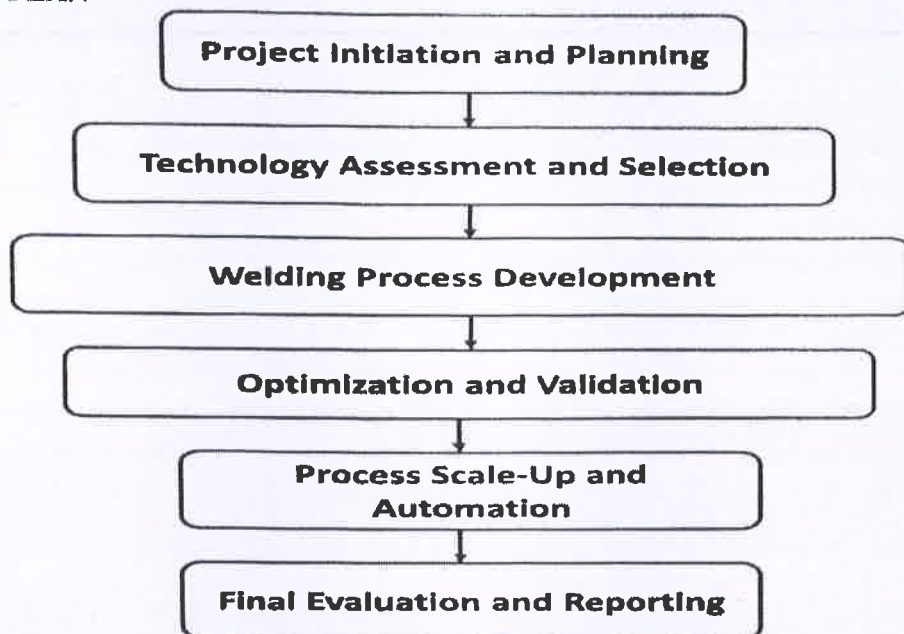 Project Initiation and Planning
Technology Assessment and Selection
Welding Process Development
Optimization and Validation
Process Scale-Up and
Automation
Final Evaluation and Reporting